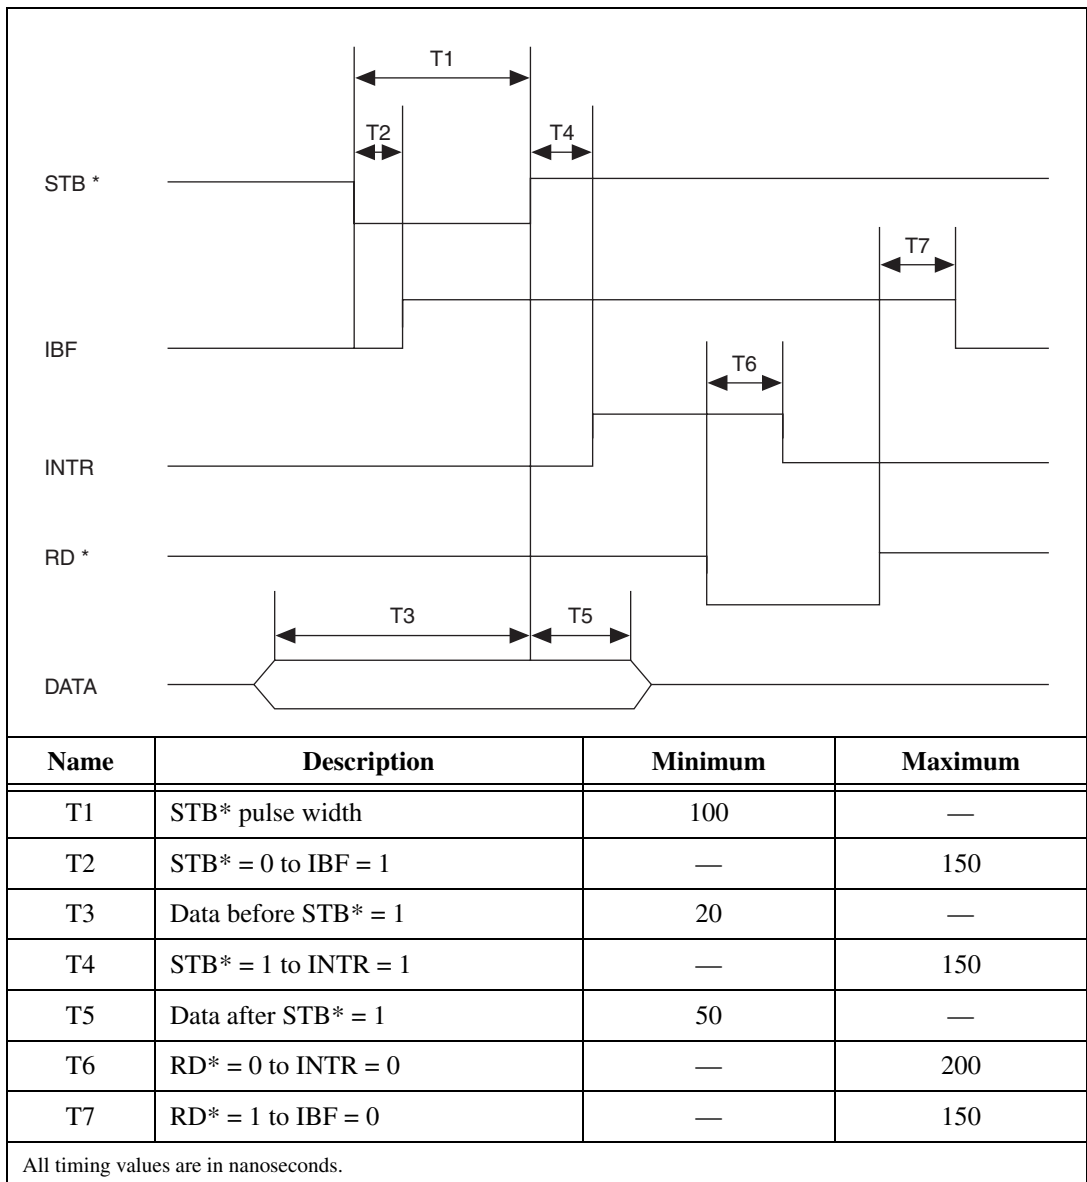 T1
T2 T4
STB *
T7
IBF
T6
INTR
RD *
T3 T5
DATA
Name Description Minimum Maximum
T1 STB* pulse width 100 —
T2 STB* = 0 to IBF = 1 — 150
T3 Data before STB* = 1 20 —
T4 STB* = 1 to INTR = 1 — 150
T5 Data after STB* = 1 50 —
T6 RD* = 0 to INTR = 0 — 200
T7 RD* = 1 to IBF = 0 — 150
All timing values are in nanoseconds.